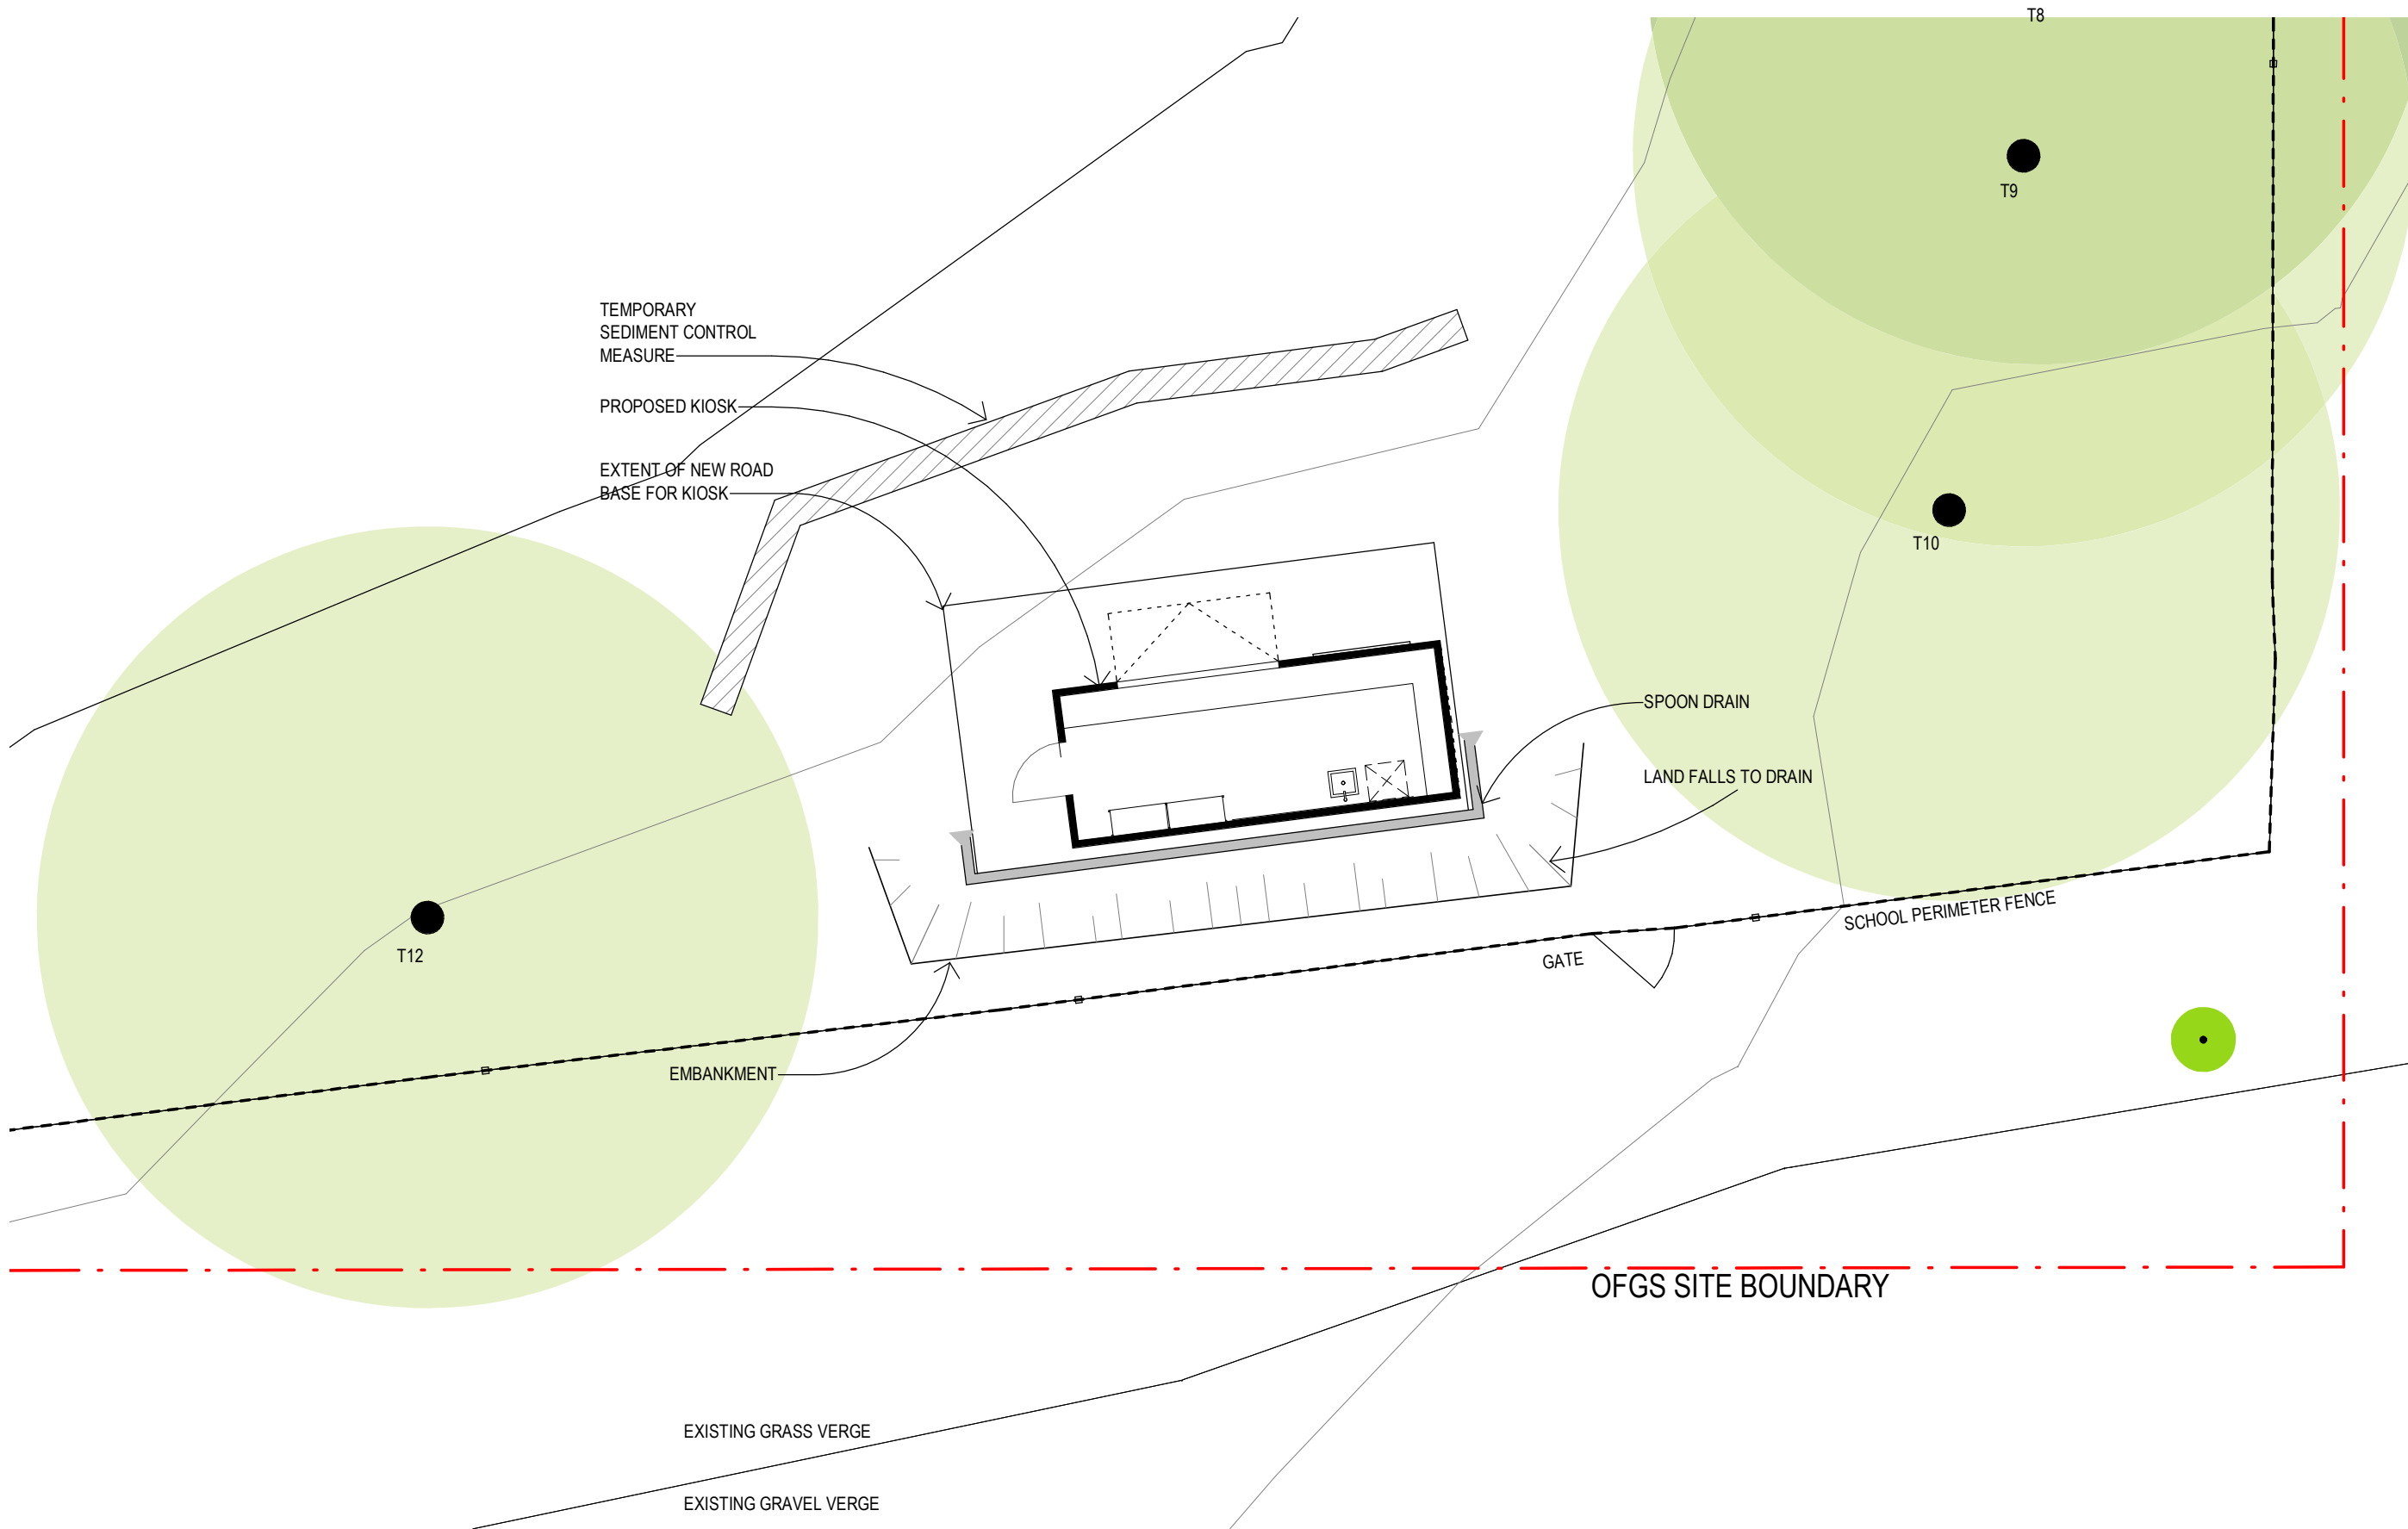 T8
T9
TEMPORARY
SEDIMENT CONTROL
MEASURE
PROPOSED KIOSK
EXTENT OF NEW ROAD
BASE FOR KIOSK
T10
SPOON DRAIN
LAND FALLS TO DRAIN
SCHOOL PERIMETER FENCE
T12
GATE
EMBANKMENT
OFGS SITE BOUNDARY
EXISTING GRASS VERGE
EXISTING GRAVEL VERGE